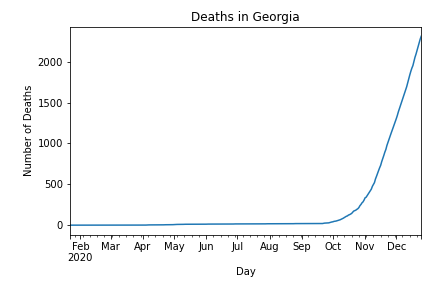 Deaths in Georgia
Number of Deaths
2000
1500
1000
500
0
Feb Mar Apr May Jun Jul Aug Sep Oct Nov Dec
2020
Day